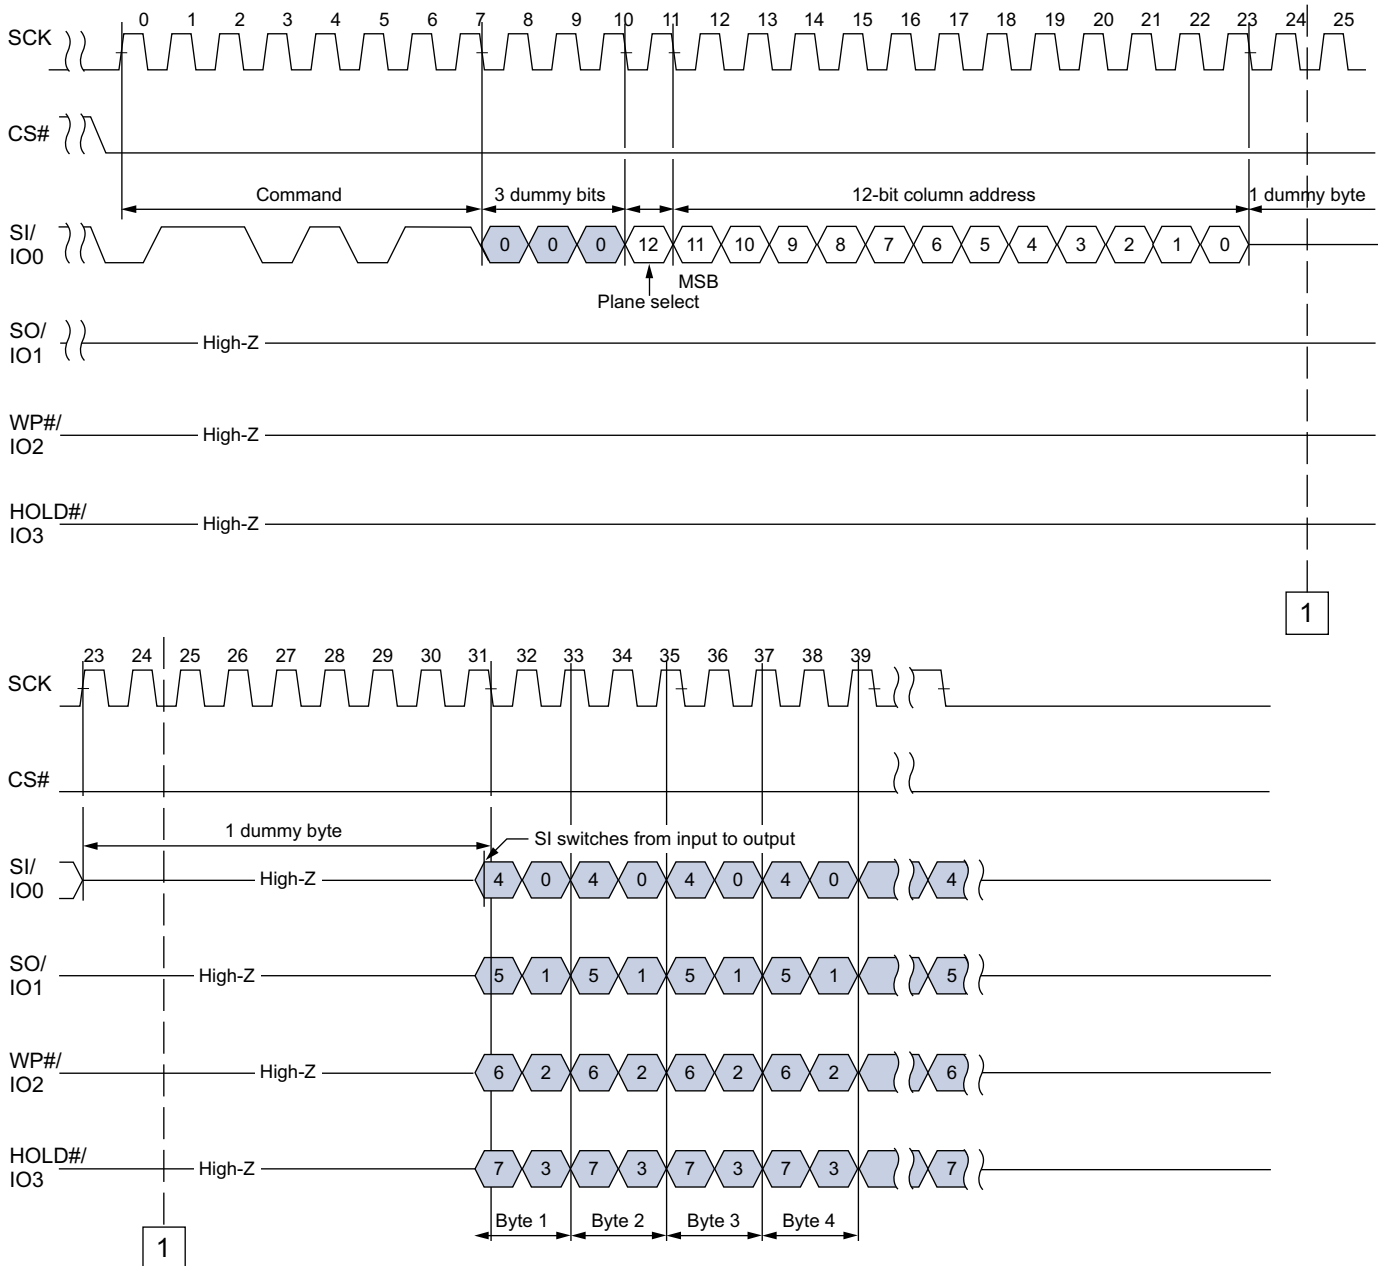 0 1 2 3 4 5 6 7 8 9 10 11 12 13 14 15 16 17 18 19 20 21 22 23 24 25
SCK
CS#
Command 3 dummy bits 12-bit column address 1 dummy byte
SI/
IO0
0 0 0 12 11 10 9 8 7 6 5 4 3 2 1 0
MSB
Plane select
SO/
IO1
High-Z
WP#/
IO2
High-Z
HOLD#/
IO3
High-Z
1
23 24 25 26 27 28 29 30 31 32 33 34 35 36 37 38 39
SCK
CS#
1 dummy byte
SI switches from input to output
SI/
IO0
High-Z 4 0 4 0 4 0 4 0 4
SO/
IO1
High-Z 5 1 5 1 5 1 5 1 5
WP#/
IO2
High-Z 6 2 6 2 6 2 6 2 6
HOLD#/
IO3
High-Z 7 3 7 3 7 3 7 3 7
Byte 1 Byte 2 Byte 3 Byte 4
1